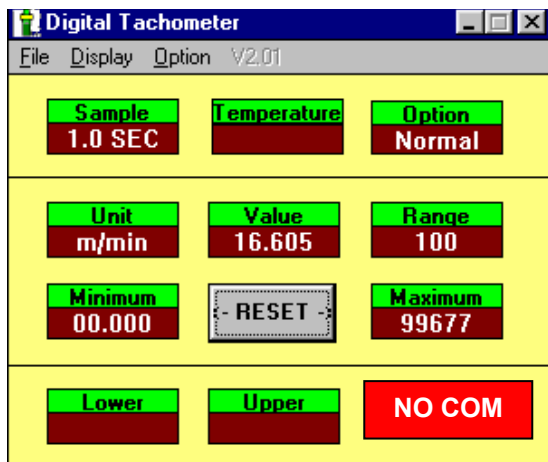 Digital Tachometer
File Display Option V2.01
Sample Temperature Option
1.0 SEC Normal
Unit Value Range
m/min 16.605 100
Minimum - RESET - Maximum
00.000 99677
Lower Upper NO COM